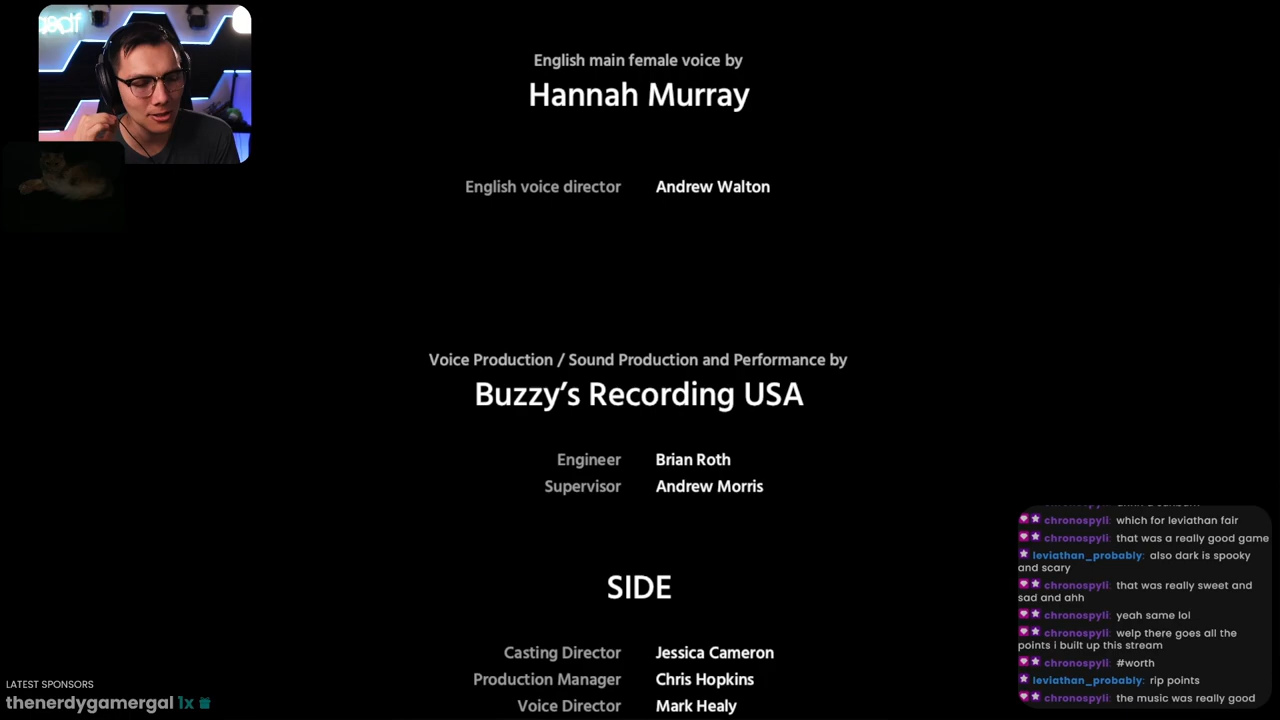 English main female voice by
Hannah Murray
English voice director Andrew Walton
Voice Production / Sound Production and Performance by
Buzzy's Recording USA
Engineer Brian Roth
Supervisor Andrew Morris
SIDE
Casting Director Jessica Cameron
Production Manager Chris Hopkins
Voice Director Mark Healy
chronospyli: which for leviathan fair
chronospyli: that was a really good game
leviathan_probably: also dark is spooky
and scary
chronospyli: that was really sweet and
sad and ahh
chronospyli: yeah same lol
chronospyli: welp there goes all the
points i built up this stream
chronospyli: #worth
leviathan_probably: rip points
chronospyli: the music was really good
LATEST SPONSORS
thenerdygamergal 1x